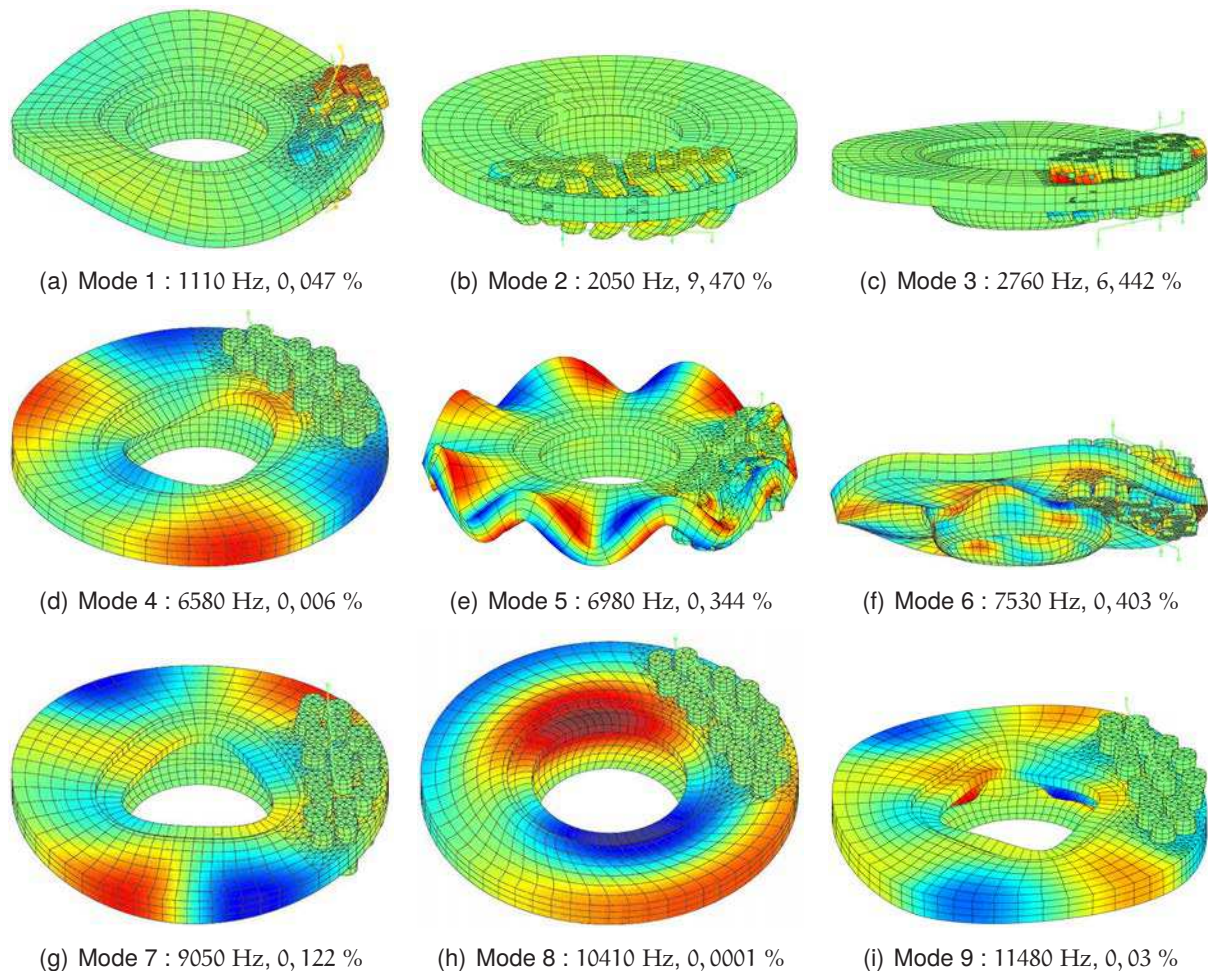 (a) Mode 1 : 1110 Hz, 0, 047 %
(b) Mode 2 : 2050 Hz, 9, 470 %
(c) Mode 3 : 2760 Hz, 6, 442 %
(d) Mode 4 : 6580 Hz, 0, 006 %
(e) Mode 5 : 6980 Hz, 0, 344 %
(f) Mode 6 : 7530 Hz, 0, 403 %
(g) Mode 7 : 9050 Hz, 0, 122 %
(h) Mode 8 : 10410 Hz, 0, 0001 %
(i) Mode 9 : 11480 Hz, 0, 03 %